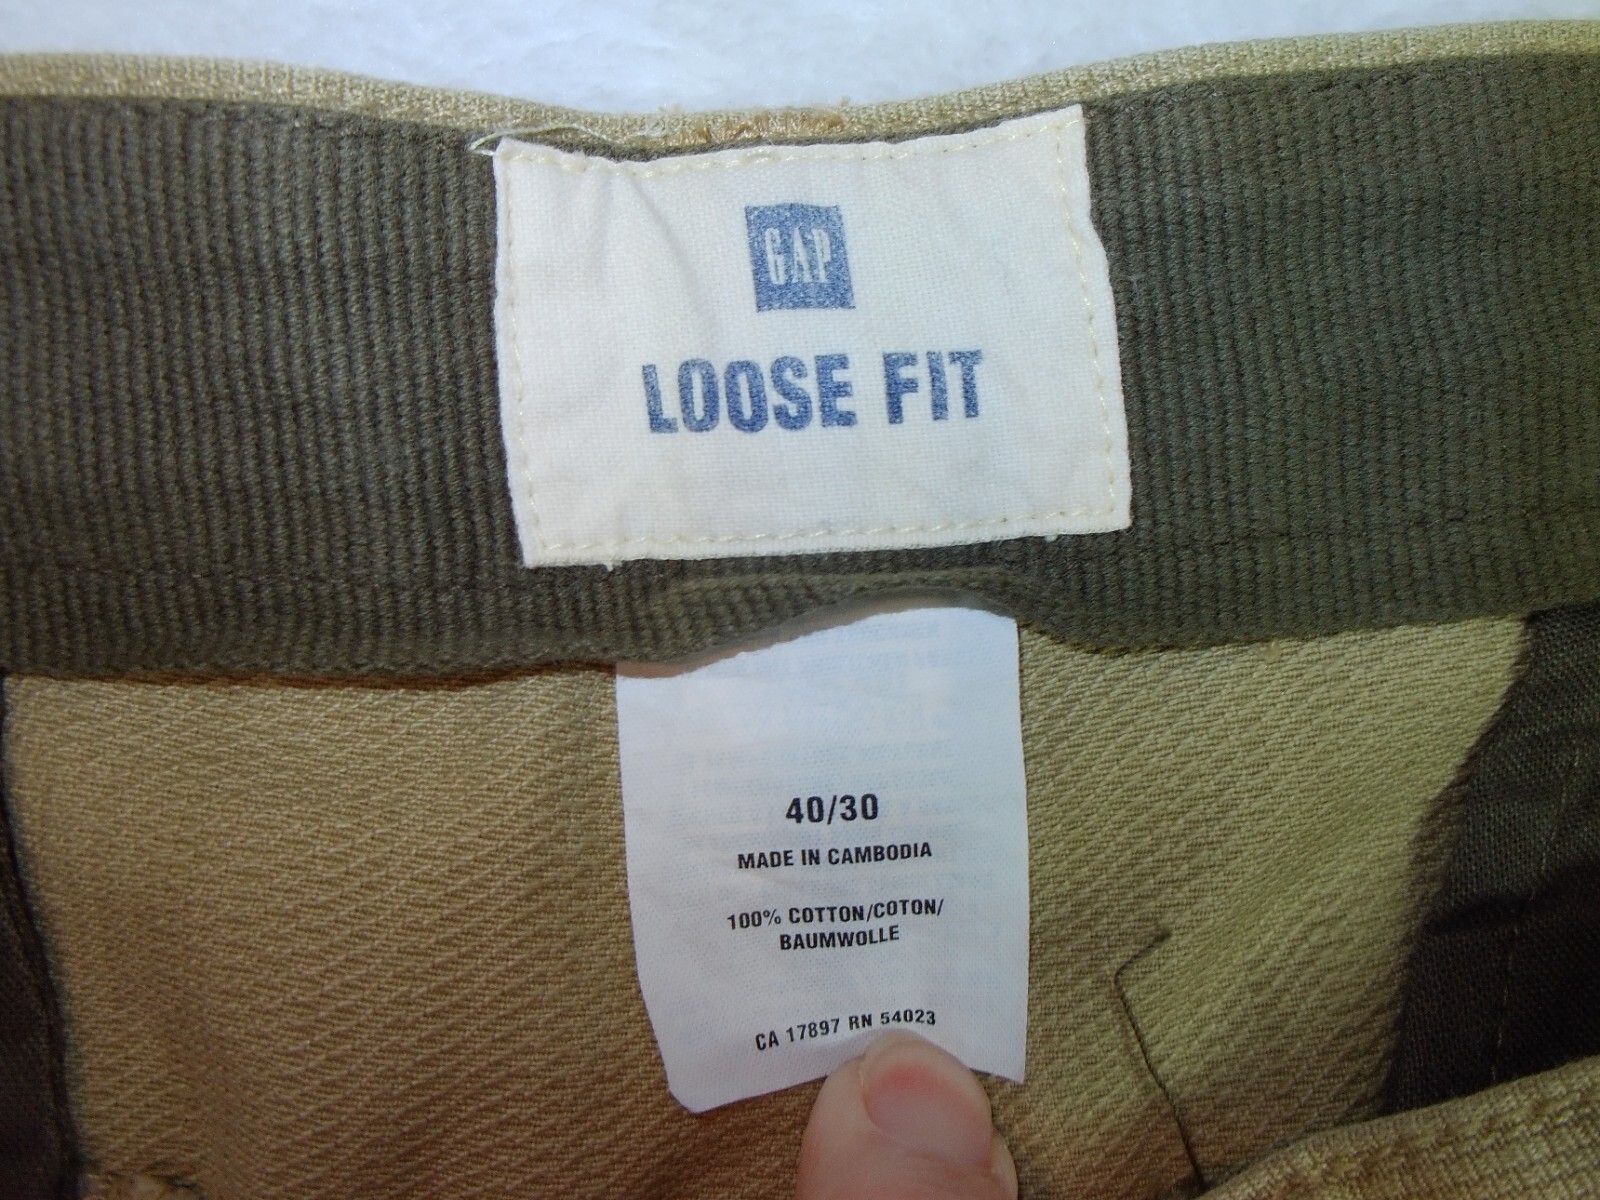 GAP
LOOSE FIT
40/30
MADE IN CAMBODIA
100% COTTON/COTON/
BAUMWOLLE
CA 17897 RN 54023